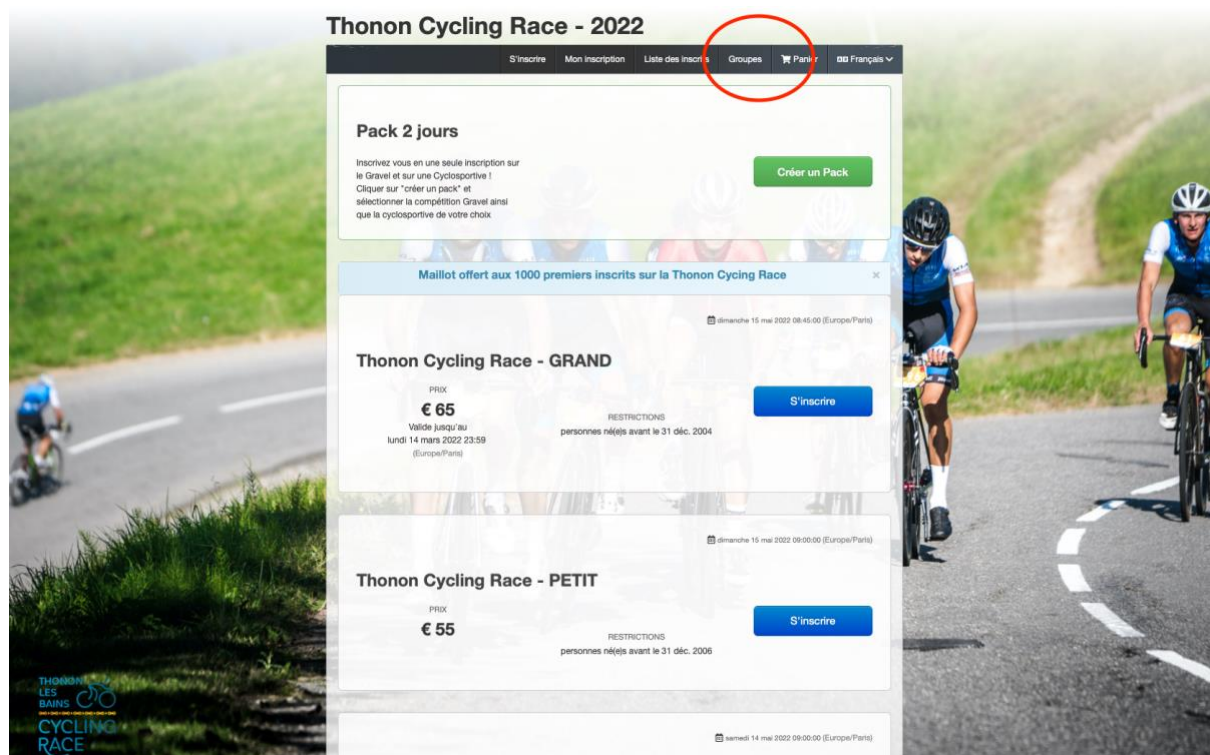 Thonon Cycling Race - 2022
S'inscrire Mon inscription Liste des inscrits Groupes Panier Français
Pack 2 jours
Inscrivez vous en une seule inscription sur
le Gravel et sur une Cyclosportive !
Cliquer sur "créer un pack" et
sélectionner la compétition Gravel ainsi
que la cyclosportive de votre choix
Créer un Pack
Maillot offert aux 1000 premiers inscrits sur la Thonon Cycing Race ×
dimanche 15 mai 2022 08:45:00 (Europe/Paris)
Thonon Cycling Race - GRAND
PRIX
€ 65
Valide jusqu'au
lundi 14 mars 2022 23:59
(Europe/Paris)
RESTRICTIONS
personnes né(e)s avant le 31 déc. 2004
S'inscrire
dimanche 15 mai 2022 09:00:00 (Europe/Paris)
Thonon Cycling Race - PETIT
PRIX
€ 55
RESTRICTIONS
personnes né(e)s avant le 31 déc. 2006
S'inscrire
samedi 14 mai 2022 09:00:00 (Europe/Paris)
THONON
LES
BAINS
CYCLING
RACE